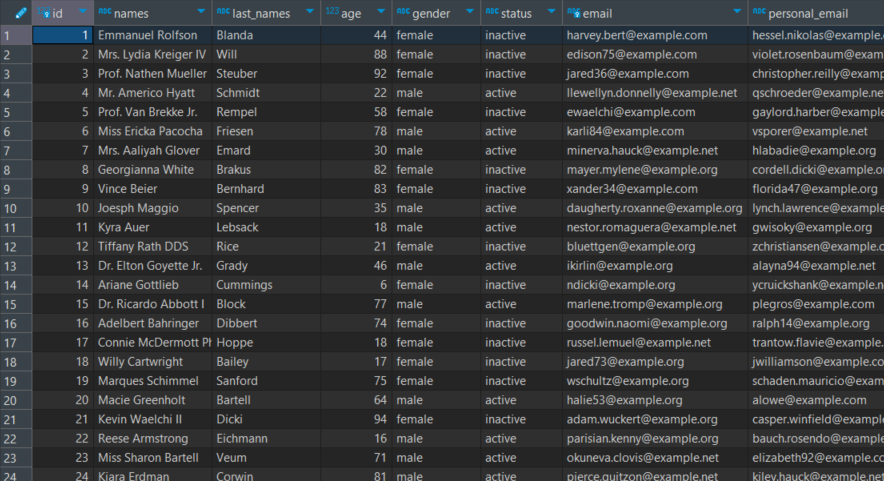 id ABC names ABC last_names 123 age ABC gender ABC status ABC email ABC personal_email
1 1 Emmanuel Rolfson Blanda 44 female inactive harvey.bert@example.com hessel.nikolas@example.
2 2 Mrs. Lydia Kreiger IV Will 88 female inactive edison75@example.com violet.rosenbaum@example
3 3 Prof. Nathen Mueller Steuber 92 female inactive jared36@example.com christopher.reilly@exampl
4 4 Mr. Americo Hyatt Schmidt 22 male active llewellyn.donnelly@example.net qschroeder@example.net
5 5 Prof. Van Brekke Jr. Rempel 58 female inactive ewaelchi@example.com gaylord.harber@example.c
6 6 Miss Ericka Pacocha Friesen 78 male active karli84@example.com vsporer@example.net
7 7 Mrs. Aaliyah Glover Emard 30 male active minerva.hauck@example.net hlabadie@example.org
8 8 Georgianna White Brakus 82 female inactive mayer.mylene@example.org cordell.dicki@example.org
9 9 Vince Beier Bernhard 83 female inactive xander34@example.com florida47@example.org
10 10 Joesph Maggio Spencer 35 male active daugherty.roxanne@example.org lynch.lawrence@example.c
11 11 Kyra Auer Lebsack 18 male active nestor.romaguera@example.net gwisoky@example.org
12 12 Tiffany Rath DDS Rice 21 female inactive bluettgen@example.org zchristiansen@example.org
13 13 Dr. Elton Goyette Jr. Grady 46 male active ikirlin@example.org alayna94@example.net
14 14 Ariane Gottlieb Cummings 6 female inactive ndicki@example.org ycruickshank@example.n
15 15 Dr. Ricardo Abbott I Block 77 male active marlene.tromp@example.org plegros@example.com
16 16 Adelbert Bahringer Dibbert 74 female inactive goodwin.naomi@example.org ralph14@example.org
17 17 Connie McDermott Ph Hoppe 18 female inactive russel.lemuel@example.net trantow.flavie@example.com
18 18 Willy Cartwright Bailey 17 female inactive jared73@example.org jwilliamson@example.com
19 19 Marques Schimmel Sanford 75 female inactive wschultz@example.org schaden.mauricio@example
20 20 Macie Greenholt Bartell 64 male active halie53@example.org alowe@example.com
21 21 Kevin Waelchi II Dicki 94 female inactive adam.wuckert@example.org casper.winfield@example.c
22 22 Reese Armstrong Eichmann 16 male active parisian.kenny@example.org bauch.rosendo@example.
23 23 Miss Sharon Bartell Veum 71 male active okuneva.clovis@example.org elizabeth92@example.com
24 24 Kiara Erdman Corwin 81 male active pierce.quitzon@example.net kiley.hauck@example.net